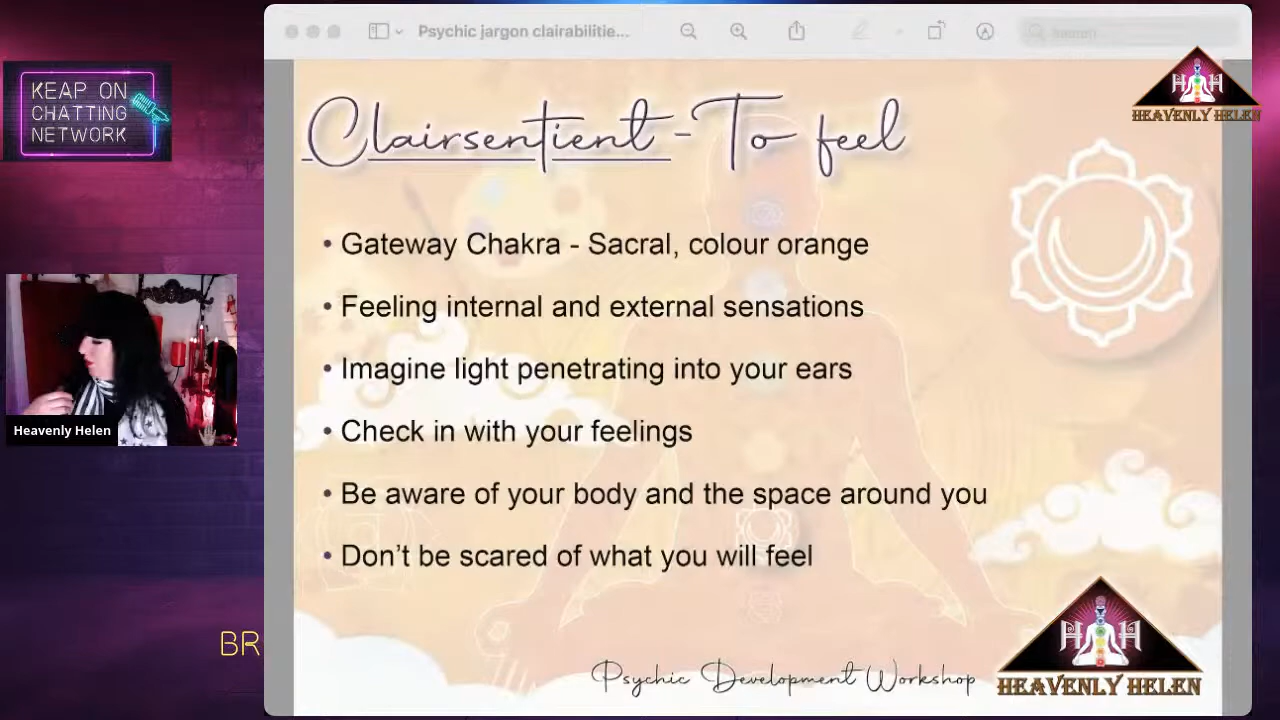 Psychic jargon clairabilitie...
Search
KEAP ON
CHATTING
NETWORK
HH
HEAVENLY HELEN
Clairsentient - To feel
• Gateway Chakra - Sacral, colour orange
• Feeling internal and external sensations
• Imagine light penetrating into your ears
• Check in with your feelings
• Be aware of your body and the space around you
• Don't be scared of what you will feel
Heavenly Helen
BR
Psychic Development Workshop
HH
HEAVENLY HELEN